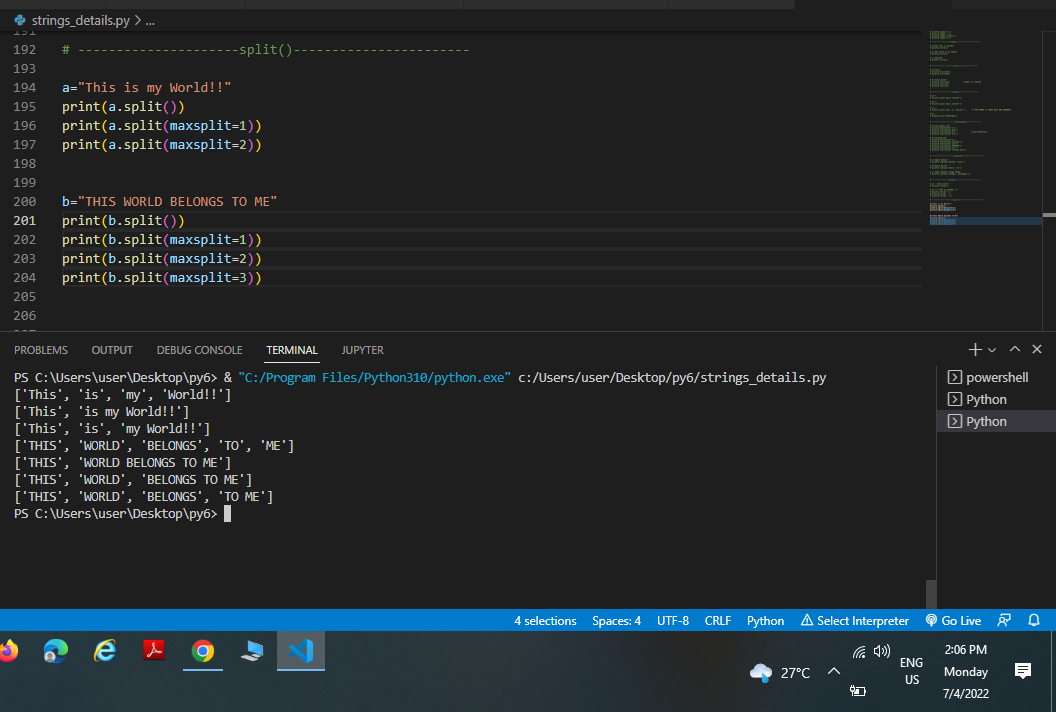 strings_details.py > ...
191
192 # ---------------------split()-----------------------
193
194 a="This is my World!!"
195 print(a.split())
196 print(a.split(maxsplit=1))
197 print(a.split(maxsplit=2))
198
199
200 b="THIS WORLD BELONGS TO ME"
201 print(b.split())
202 print(b.split(maxsplit=1))
203 print(b.split(maxsplit=2))
204 print(b.split(maxsplit=3))
205
206
PROBLEMS OUTPUT DEBUG CONSOLE TERMINAL JUPYTER
PS C:\Users\user\Desktop\py6> & "C:/Program Files/Python310/python.exe" c:/Users/user/Desktop/py6/strings_details.py
['This', 'is', 'my', 'World!!']
['This', 'is my World!!']
['This', 'is', 'my World!!']
['THIS', 'WORLD', 'BELONGS', 'TO', 'ME']
['THIS', 'WORLD BELONGS TO ME']
['THIS', 'WORLD', 'BELONGS TO ME']
['THIS', 'WORLD', 'BELONGS', 'TO ME']
PS C:\Users\user\Desktop\py6>
powershell
Python
Python
4 selections Spaces: 4 UTF-8 CRLF Python Select Interpreter Go Live
27°C
ENG
US
2:06 PM
Monday
7/4/2022